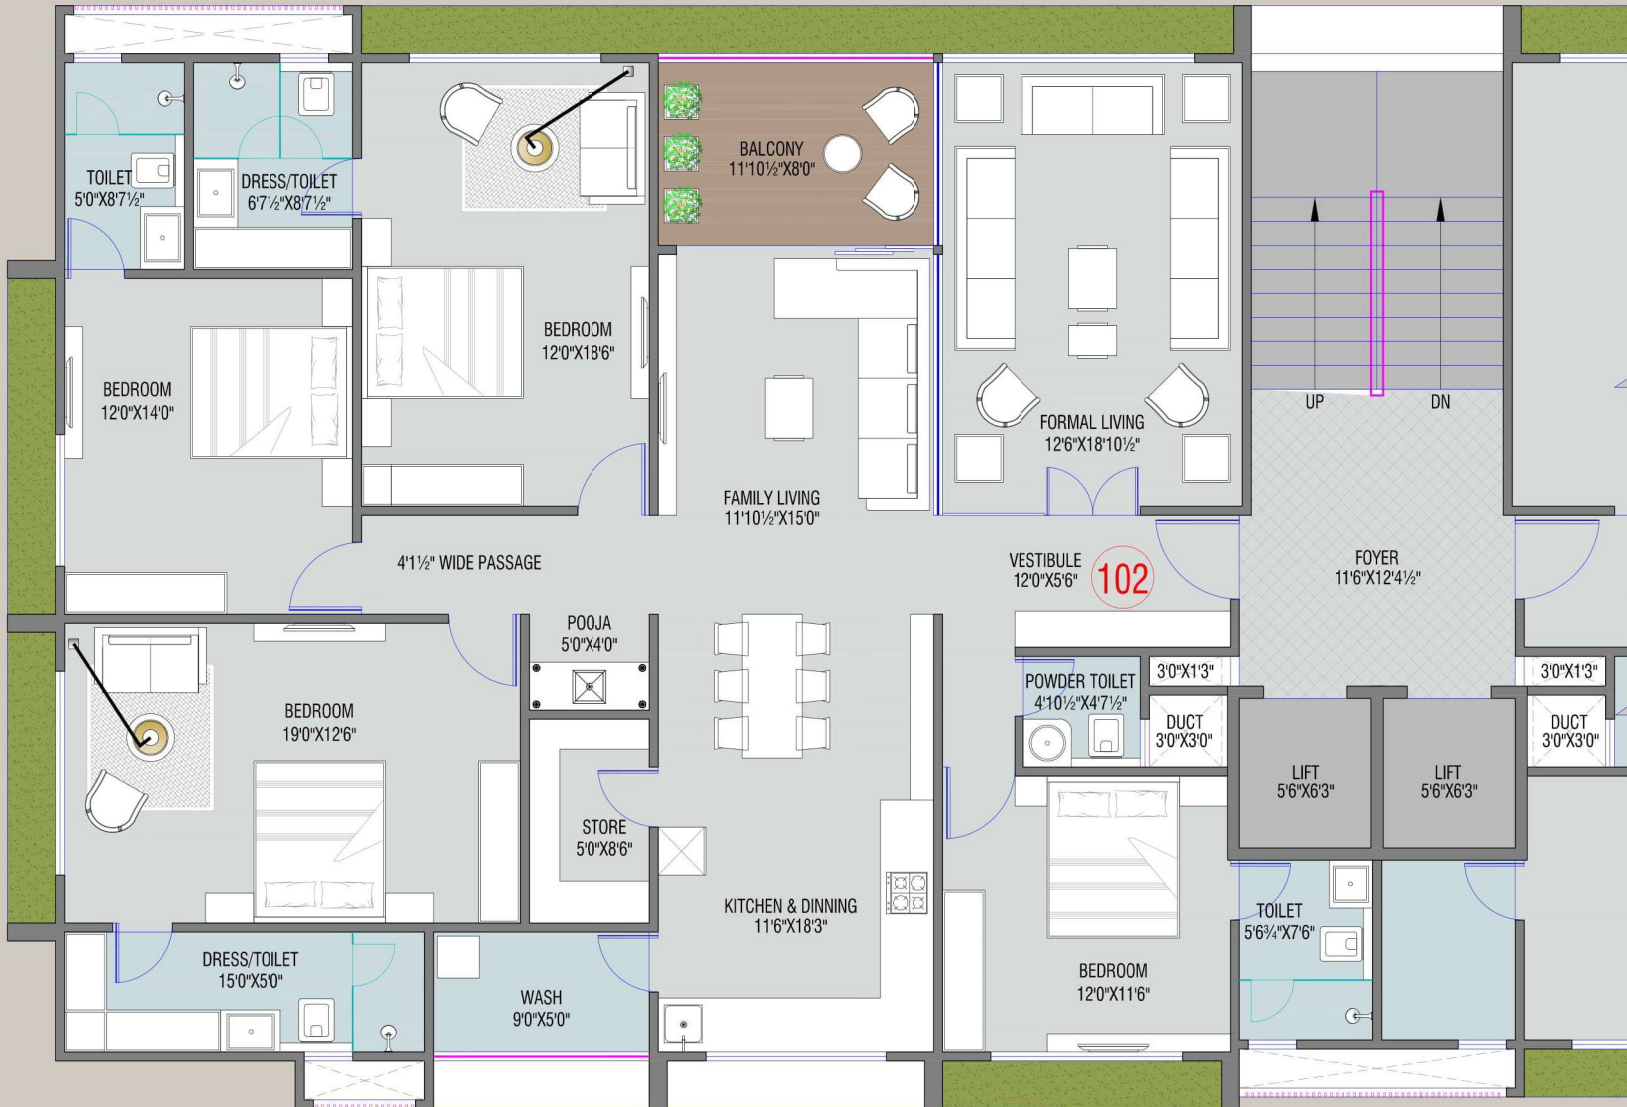 TOILET
5'0"X8'7½"
DRESS/TOILET
6'7½"X8'7½"
BALCONY
11'10½"X8'0"
BEDROOM
12'0"X18'6"
BEDROOM
12'0"X14'0"
FORMAL LIVING
12'6"X18'10½"
UP
DN
FAMILY LIVING
11'10½"X15'0"
4'1½" WIDE PASSAGE
VESTIBULE
12'0"X5'6"
102
FOYER
11'6"X12'4½"
POOJA
5'0"X4'0"
POWDER TOILET
4'10½"X4'7½"
3'0"X1'3"
3'0"X1'3"
BEDROOM
19'0"X12'6"
DUCT
3'0"X3'0"
DUCT
3'0"X3'0"
LIFT
5'6"X6'3"
LIFT
5'6"X6'3"
STORE
5'0"X8'6"
KITCHEN & DINNING
11'6"X18'3"
TOILET
5'6¾"X7'6"
DRESS/TOILET
15'0"X5'0"
WASH
9'0"X5'0"
BEDROOM
12'0"X11'6"